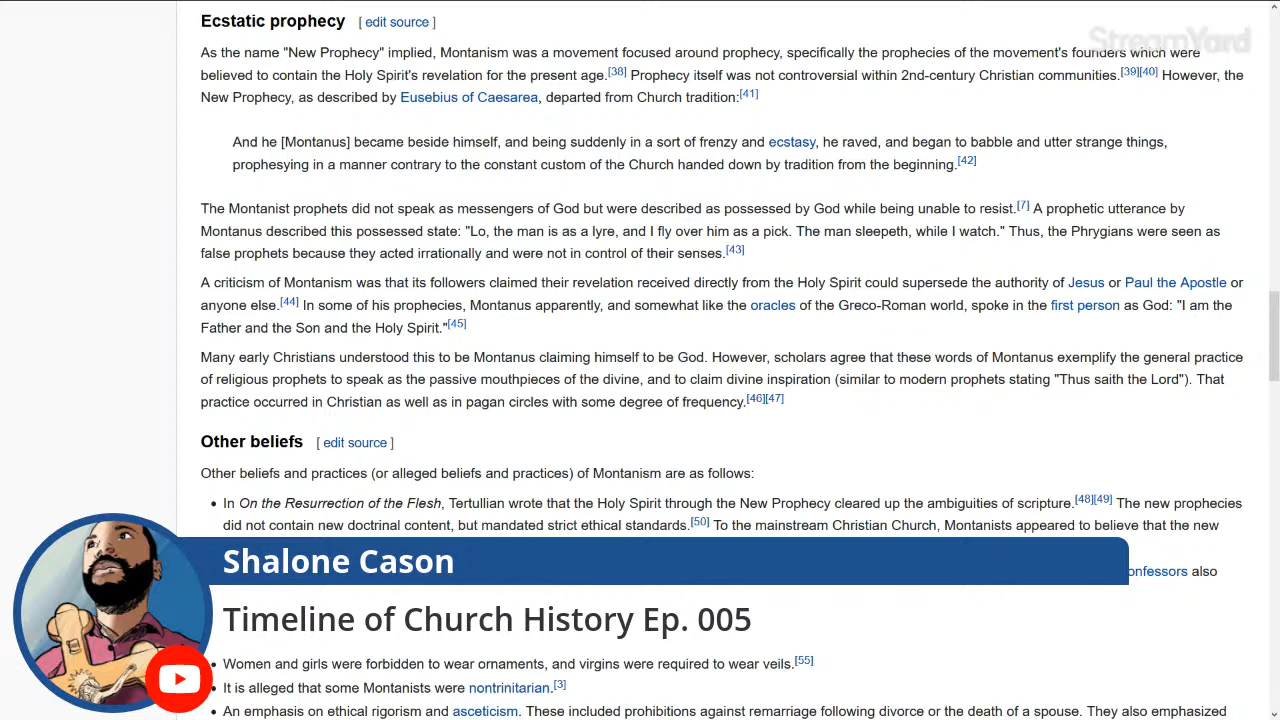 StreamYard
Ecstatic prophecy [ edit source ]
As the name "New Prophecy" implied, Montanism was a movement focused around prophecy, specifically the prophecies of the movement's founders which were
believed to contain the Holy Spirit's revelation for the present age.[38] Prophecy itself was not controversial within 2nd-century Christian communities.[39][40] However, the
New Prophecy, as described by Eusebius of Caesarea, departed from Church tradition:[41]
And he [Montanus] became beside himself, and being suddenly in a sort of frenzy and ecstasy, he raved, and began to babble and utter strange things,
prophesying in a manner contrary to the constant custom of the Church handed down by tradition from the beginning.[42]
The Montanist prophets did not speak as messengers of God but were described as possessed by God while being unable to resist.[7] A prophetic utterance by
Montanus described this possessed state: "Lo, the man is as a lyre, and I fly over him as a pick. The man sleepeth, while I watch." Thus, the Phrygians were seen as
false prophets because they acted irrationally and were not in control of their senses.[43]
A criticism of Montanism was that its followers claimed their revelation received directly from the Holy Spirit could supersede the authority of Jesus or Paul the Apostle or
anyone else.[44] In some of his prophecies, Montanus apparently, and somewhat like the oracles of the Greco-Roman world, spoke in the first person as God: "I am the
Father and the Son and the Holy Spirit."[45]
Many early Christians understood this to be Montanus claiming himself to be God. However, scholars agree that these words of Montanus exemplify the general practice
of religious prophets to speak as the passive mouthpieces of the divine, and to claim divine inspiration (similar to modern prophets stating "Thus saith the Lord"). That
practice occurred in Christian as well as in pagan circles with some degree of frequency.[46][47]
Other beliefs [ edit source ]
Other beliefs and practices (or alleged beliefs and practices) of Montanism are as follows:
• In On the Resurrection of the Flesh, Tertullian wrote that the Holy Spirit through the New Prophecy cleared up the ambiguities of scripture.[48][49] The new prophecies
did not contain new doctrinal content, but mandated strict ethical standards.[50] To the mainstream Christian Church, Montanists appeared to believe that the new
Shalone Cason
onfessors also
Timeline of Church History Ep. 005
• Women and girls were forbidden to wear ornaments, and virgins were required to wear veils.[55]
• It is alleged that some Montanists were nontrinitarian.[3]
• An emphasis on ethical rigorism and asceticism. These included prohibitions against remarriage following divorce or the death of a spouse. They also emphasized